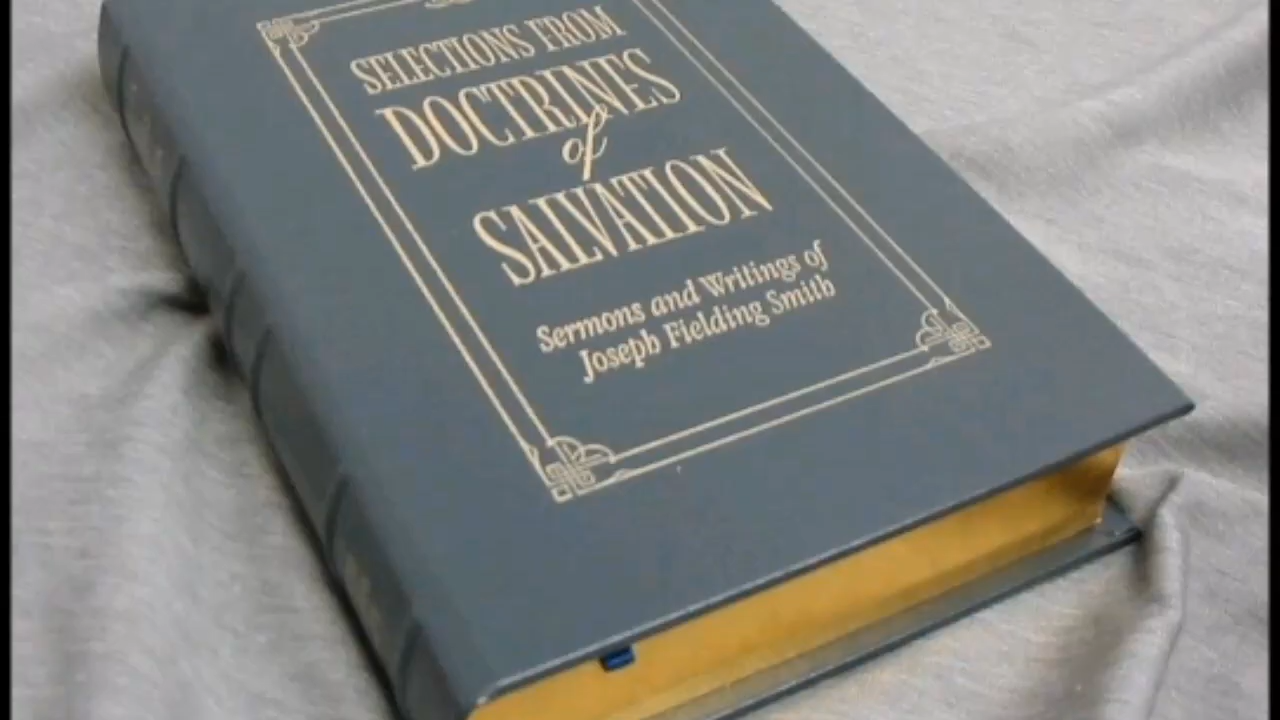 SELECTIONS FROM
DOCTRINES
of
SALVATION
Sermons and Writings of
Joseph Fielding Smith